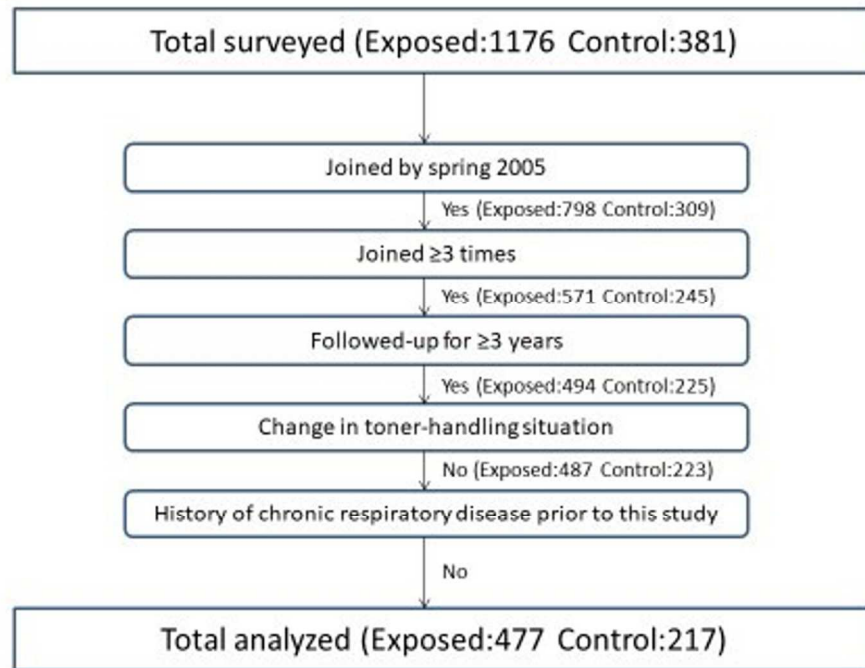 Total surveyed (Exposed:1176 Control:381)
Joined by spring 2005
Yes (Exposed:798 Control:309)
Joined ≥3 times
Yes (Exposed:571 Control:245)
Followed-up for ≥3 years
Yes (Exposed:494 Control:225)
Change in toner-handling situation
No (Exposed:487 Control:223)
History of chronic respiratory disease prior to this study
No
Total analyzed (Exposed:477 Control:217)